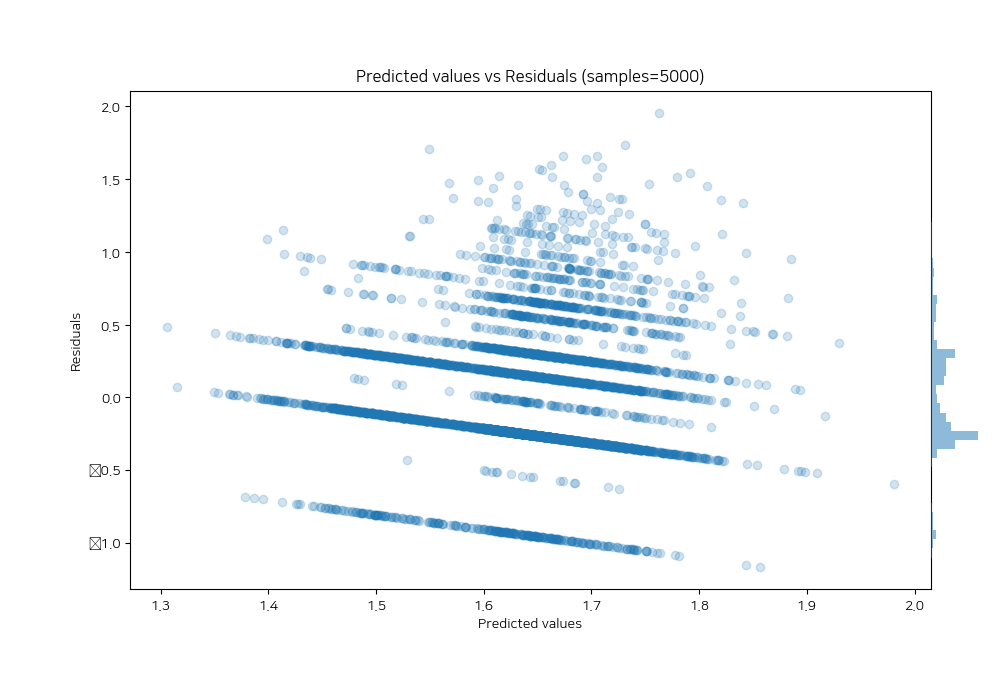 Predicted values vs Residuals (samples=5000)
2.0
1.5
1.0
0.5
0.0
☒0.5
☒1.0
Residuals
1.3 1.4 1.5 1.6 1.7 1.8 1.9 2.0
Predicted values